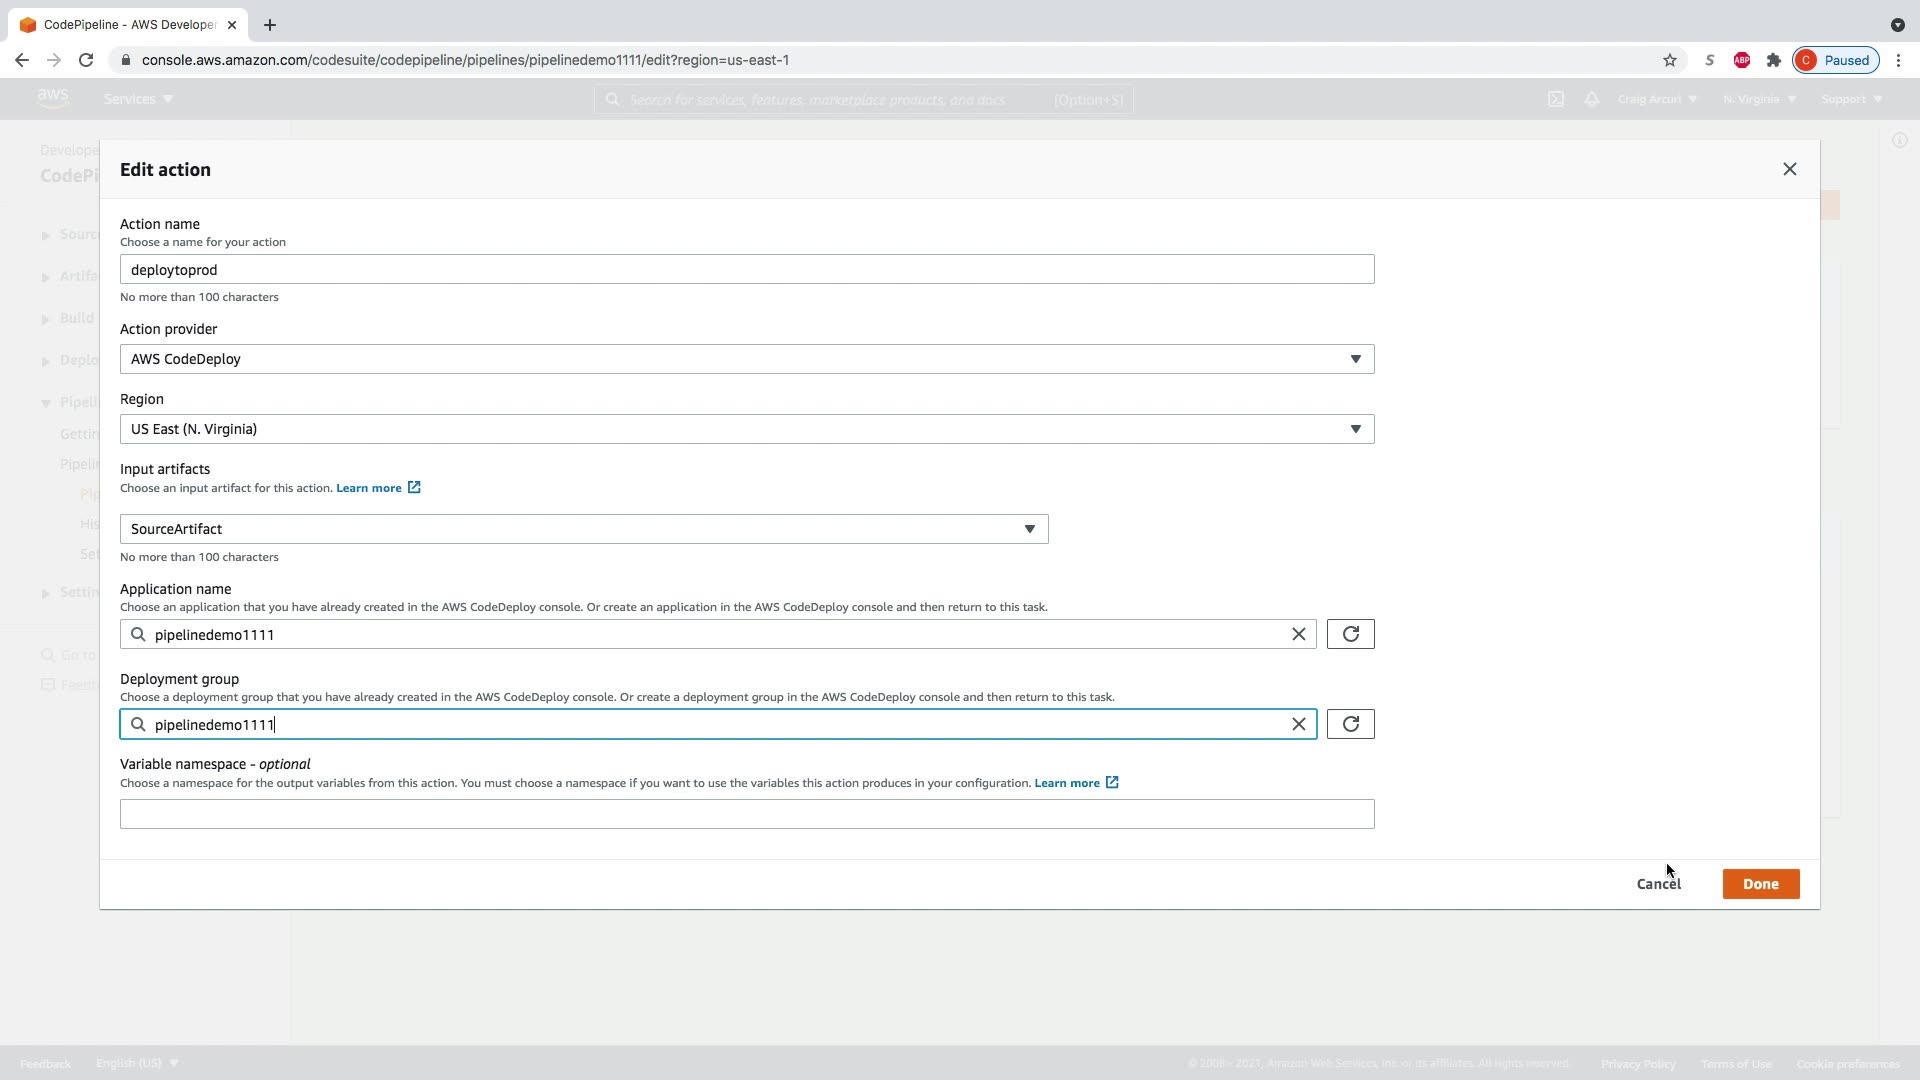 CodePipeline - AWS Developer
console.aws.amazon.com/codesuite/codepipeline/pipelines/pipelinedemo1111/edit?region=us-east-1
S
ABP
C Paused
aws
Services
Search for services, features, marketplace products, and docs [Option+S]
Craig Arcuri
N. Virginia
Support
Develope
CodePi
Sourc
Artifa
Build
Deplo
Pipeli
Gettin
Pipelin
Pip
His
Set
Settin
Go to
Feedb
Edit action
Action name
Choose a name for your action
deploytoprod
No more than 100 characters
Action provider
AWS CodeDeploy
Region
US East (N. Virginia)
Input artifacts
Choose an input artifact for this action. Learn more
SourceArtifact
No more than 100 characters
Application name
Choose an application that you have already created in the AWS CodeDeploy console. Or create an application in the AWS CodeDeploy console and then return to this task.
pipelinedemo1111
Deployment group
Choose a deployment group that you have already created in the AWS CodeDeploy console. Or create a deployment group in the AWS CodeDeploy console and then return to this task.
pipelinedemo1111
Variable namespace - optional
Choose a namespace for the output variables from this action. You must choose a namespace if you want to use the variables this action produces in your configuration. Learn more
Cancel
Done
Feedback
English (US)
© 2008 - 2021, Amazon Web Services, Inc. or its affiliates. All rights reserved.
Privacy Policy
Terms of Use
Cookie preferences